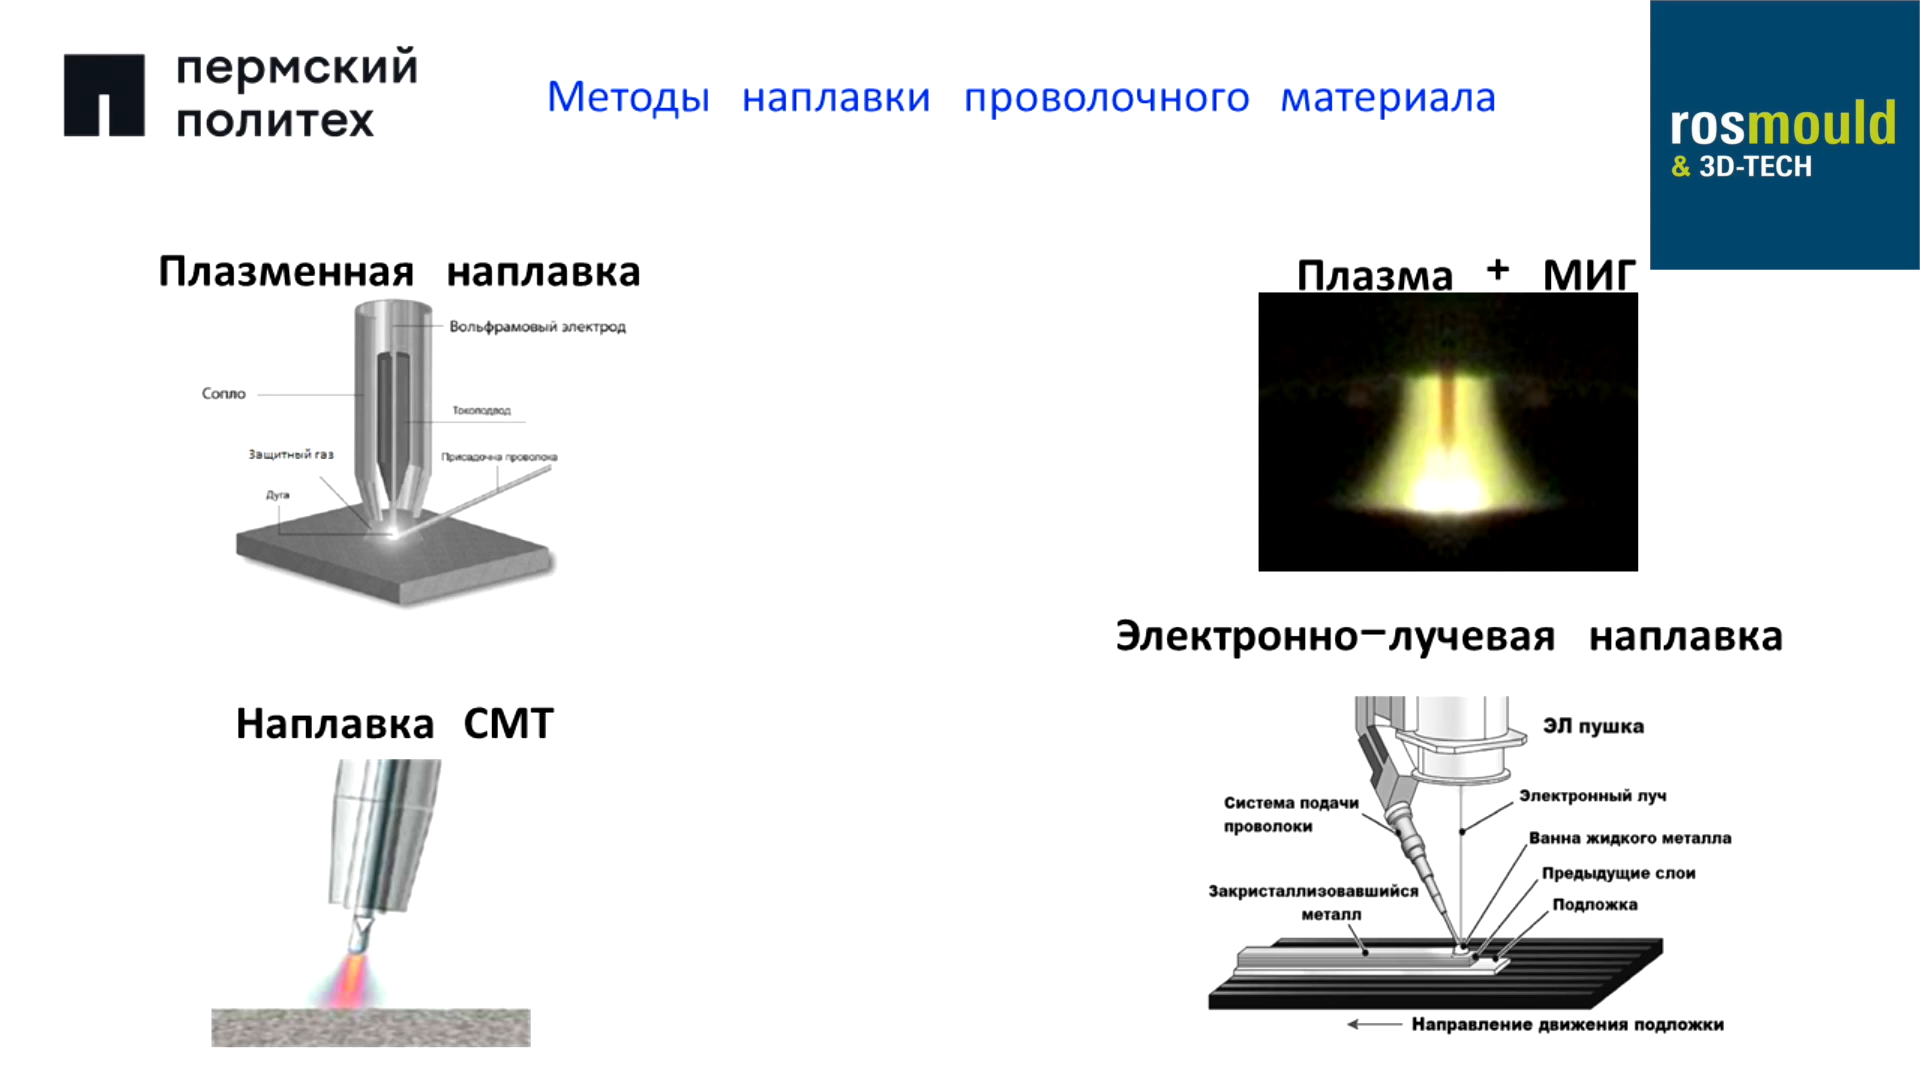 пермский
политех
Методы наплавки проволочного материала
rosmould
& 3D-TECH
Плазменная наплавка
Вольфрамовый электрод
Сопло
Токоподвод
Защитный газ
Присадочна проволока
Дуга
Плазма + МИГ
Наплавка СМТ
Электронно-лучевая наплавка
ЭЛ пушка
Электронный луч
Система подачи
проволоки
Ванна жидкого металла
Предыдущие слои
Закристаллизовавшийся
металл
Подложка
Направление движения подложки